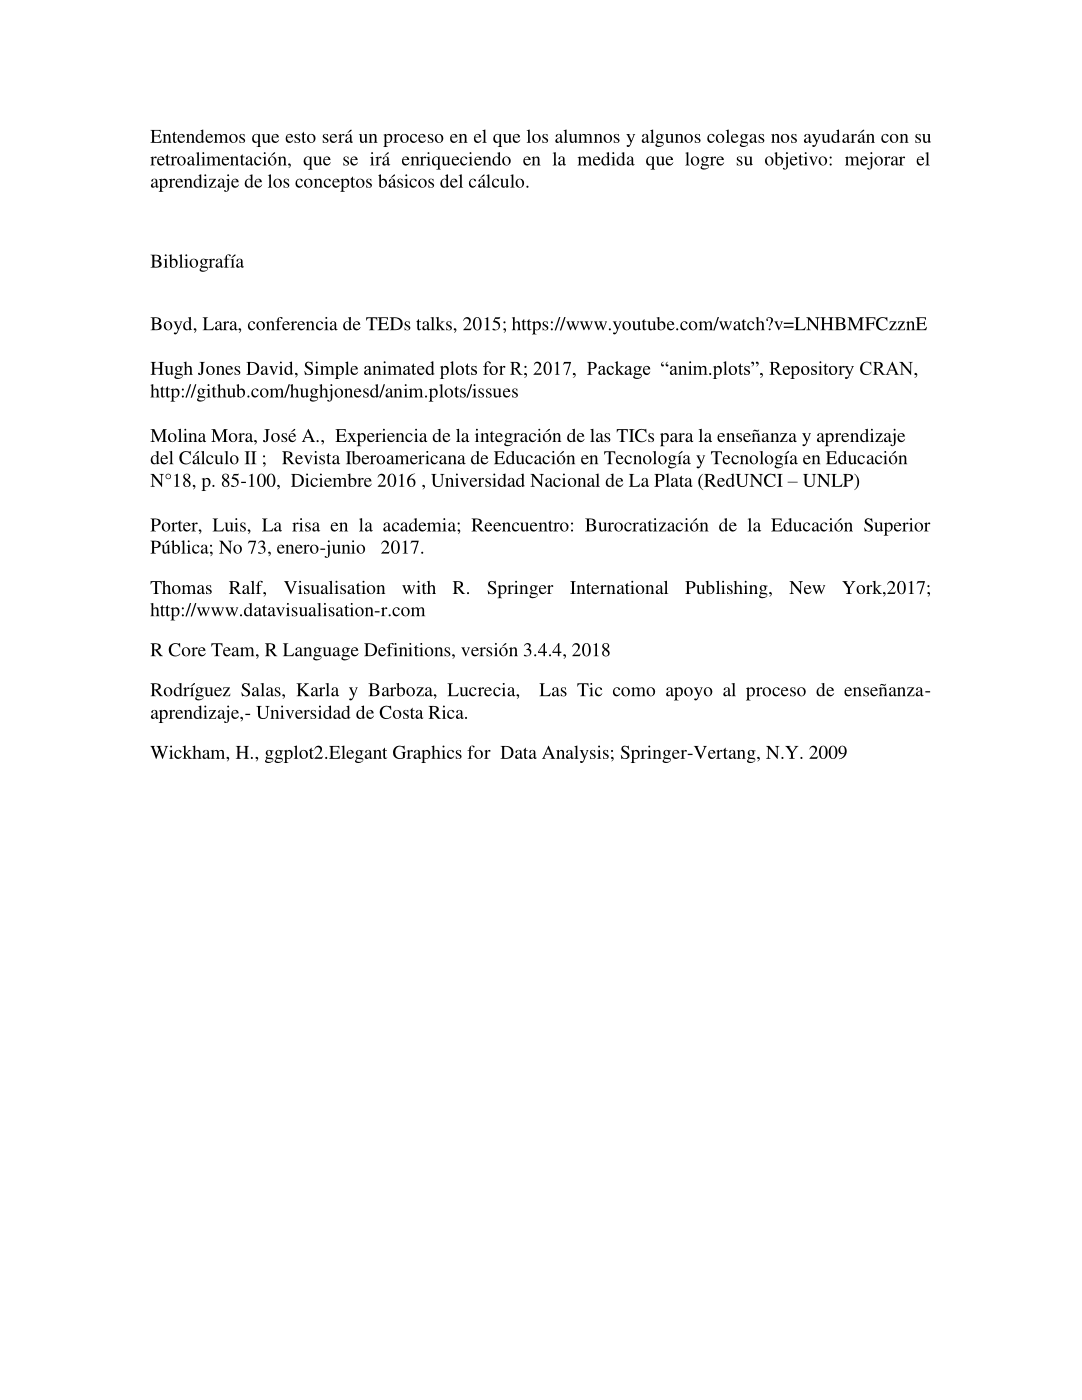 Entendemos que esto será un proceso en el que los alumnos y algunos colegas nos ayudarán con su
retroalimentación, que se irá enriqueciendo en la medida que logre su objetivo: mejorar el
aprendizaje de los conceptos básicos del cálculo.
Bibliografía
Boyd, Lara, conferencia de TEDs talks, 2015; https://www.youtube.com/watch?v=LNHBMFCzznE
Hugh Jones David, Simple animated plots for R; 2017, Package “anim.plots”, Repository CRAN,
http://github.com/hughjonesd/anim.plots/issues
Molina Mora, José A., Experiencia de la integración de las TICs para la enseñanza y aprendizaje
del Cálculo II ; Revista Iberoamericana de Educación en Tecnología y Tecnología en Educación
N°18, p. 85-100, Diciembre 2016 , Universidad Nacional de La Plata (RedUNCI – UNLP)
Porter, Luis, La risa en la academia; Reencuentro: Burocratización de la Educación Superior
Pública; No 73, enero-junio 2017.
Thomas Ralf, Visualisation with R. Springer International Publishing, New York,2017;
http://www.datavisualisation-r.com
R Core Team, R Language Definitions, versión 3.4.4, 2018
Rodríguez Salas, Karla y Barboza, Lucrecia, Las Tic como apoyo al proceso de enseñanza-
aprendizaje,- Universidad de Costa Rica.
Wickham, H., ggplot2.Elegant Graphics for Data Analysis; Springer-Vertang, N.Y. 2009